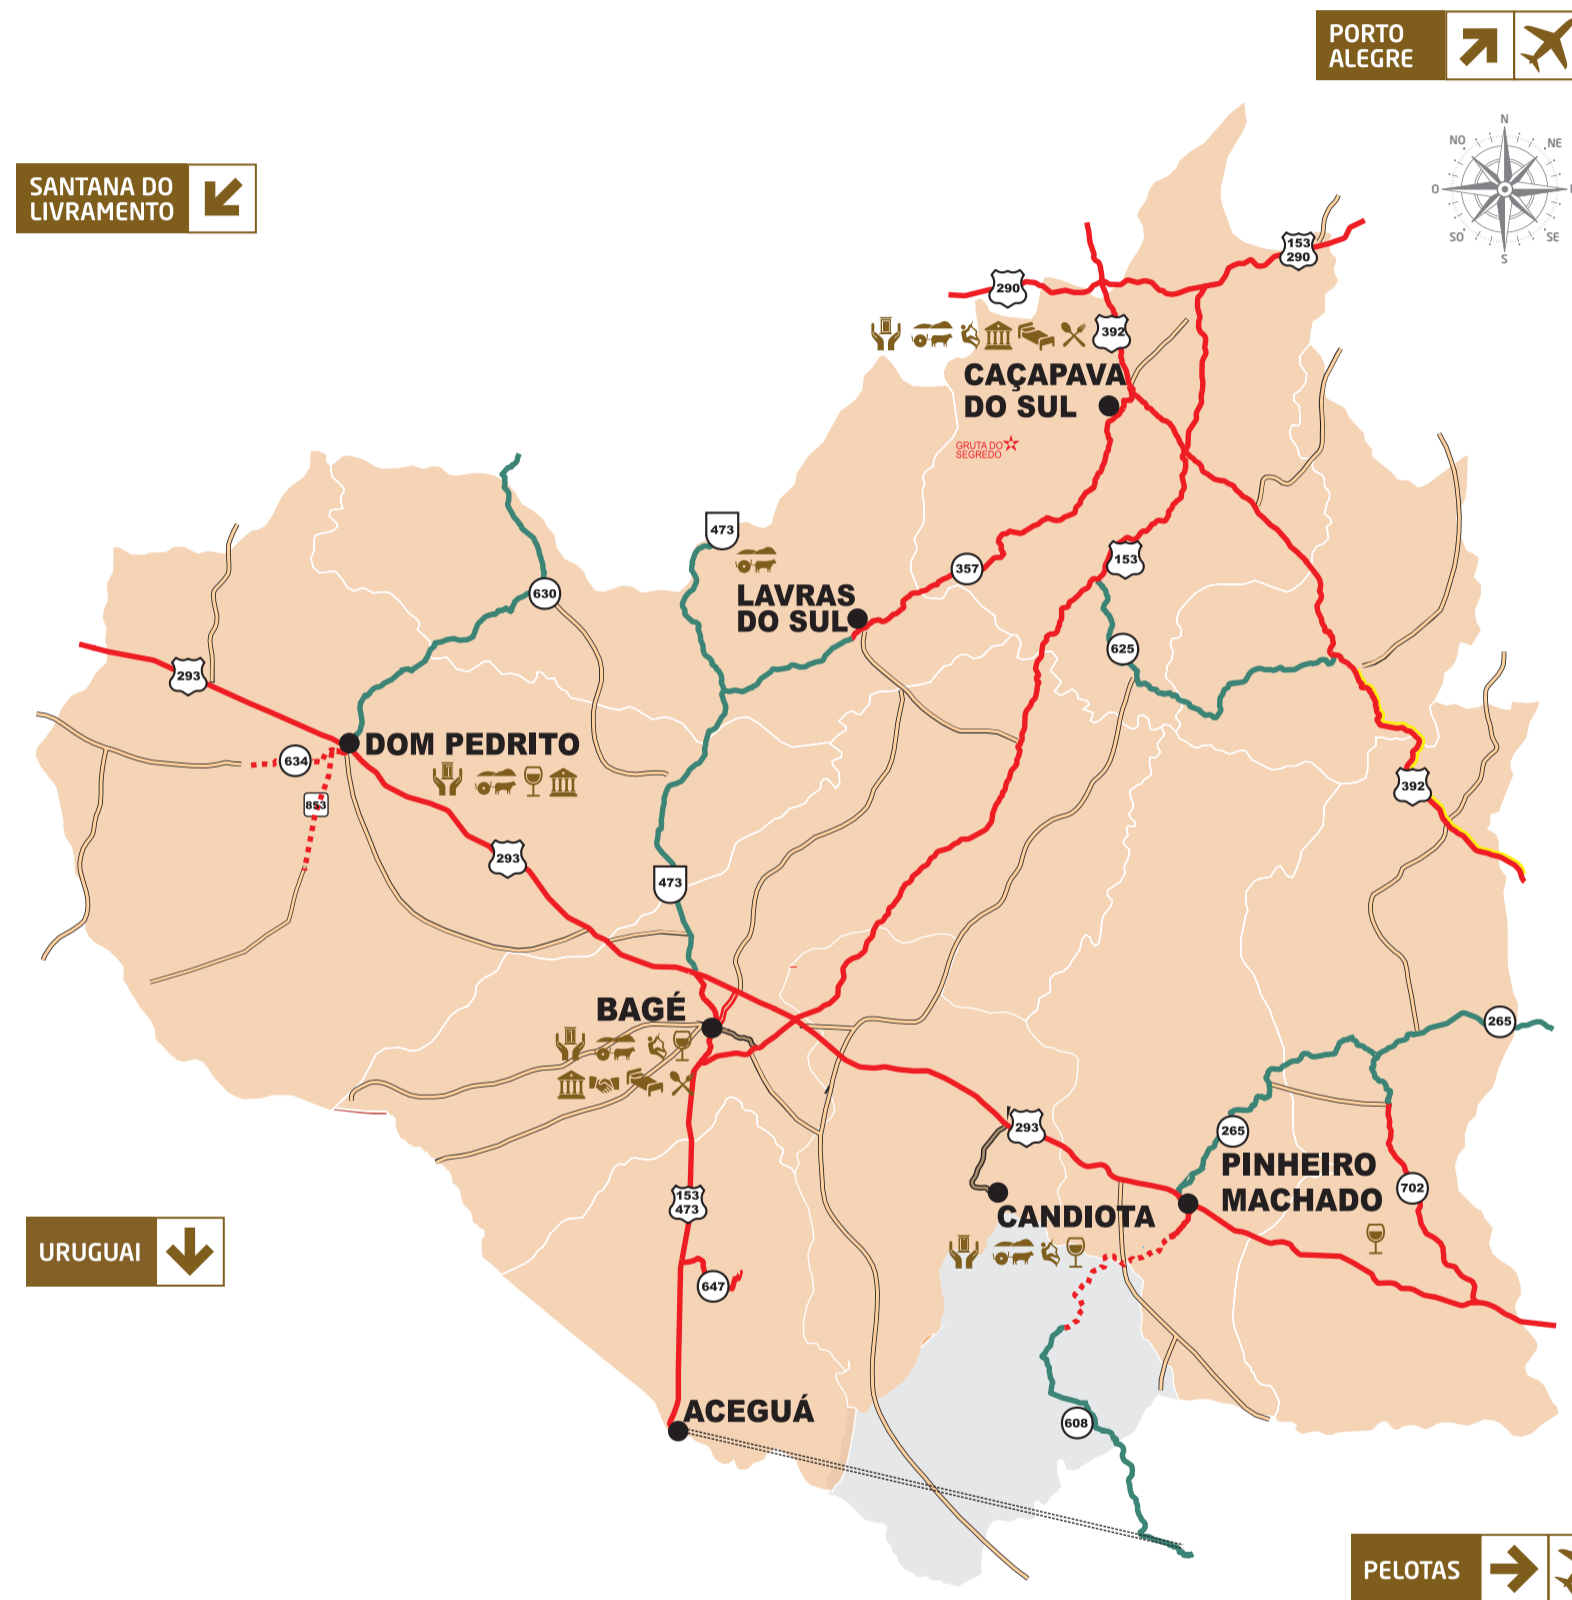 PORTO
ALEGRE
N
NO
NE
O
SO
SE
S
SANTANA DO
LIVRAMENTO
153
290
290
392
CAÇAPAVA
DO SUL
GRUTA DO
SEGREDO
473
LAVRAS
DO SUL
357
153
630
625
293
DOM PEDRITO
634
853
392
293
473
BAGÉ
265
293
265
PINHEIRO
MACHADO
702
153
473
CANDIOTA
URUGUAI
647
ACEGUÁ
608
PELOTAS